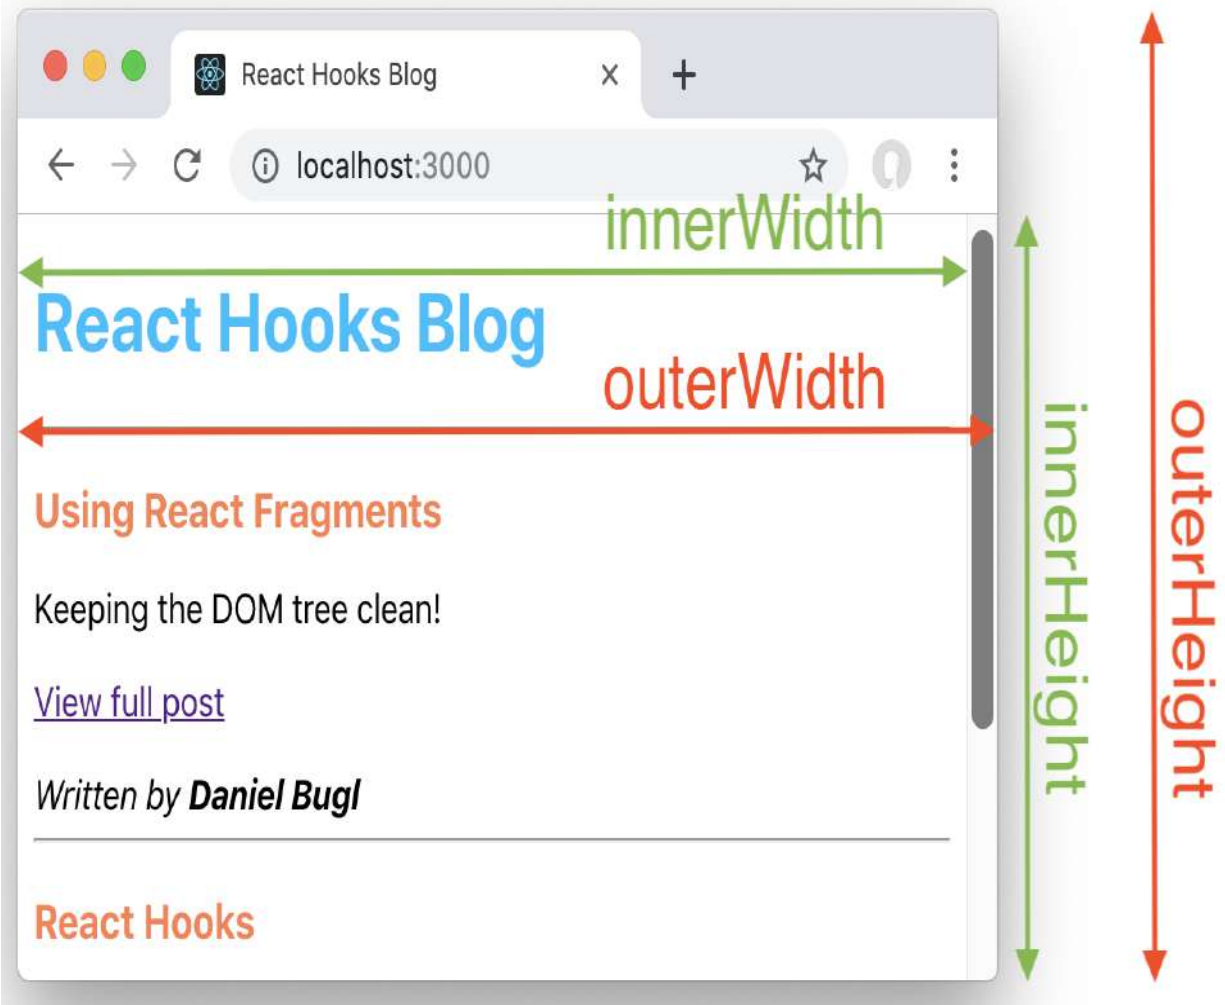 React Hooks Blog
localhost:3000
innerWidth
React Hooks Blog
outerWidth
Using React Fragments
Keeping the DOM tree clean!
View full post
Written by Daniel Bugl
React Hooks
innerHeight
outerHeight